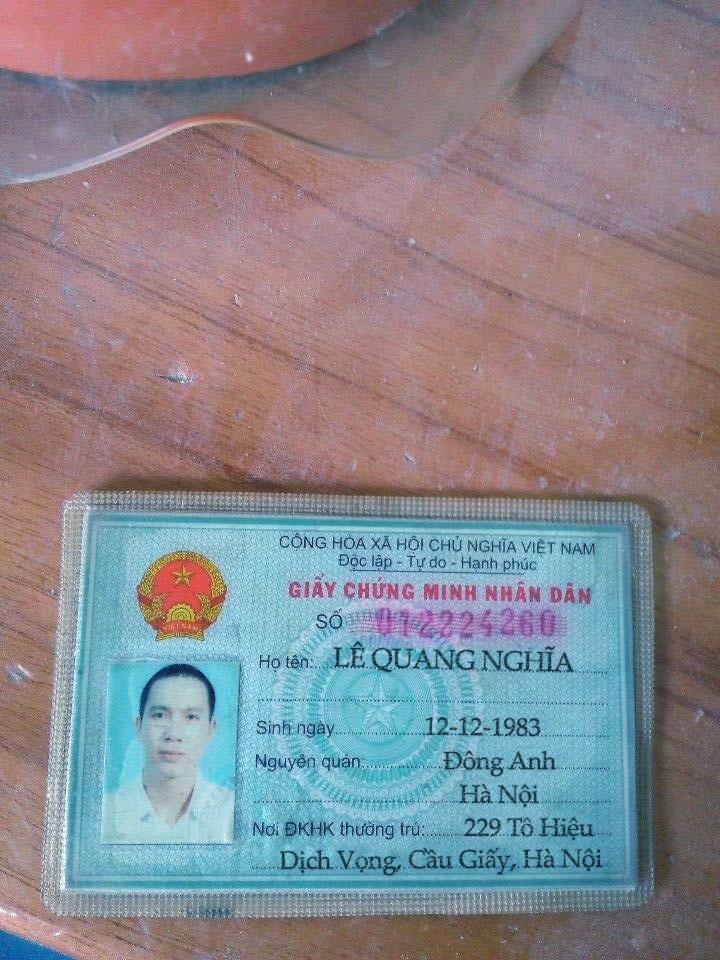 CỘNG HÒA XÃ HỘI CHỦ NGHĨA VIỆT NAM
Độc lập - Tự do - Hạnh phúc
GIẤY CHỨNG MINH NHÂN DÂN
SỐ 012224260
Họ tên: LÊ QUANG NGHĨA
Sinh ngày 12-12-1983
Nguyên quán: Đông Anh
Hà Nội
Nơi ĐKHK thường trú: 229 Tô Hiệu
Dịch Vọng, Cầu Giấy, Hà Nội
VIỆT NAM